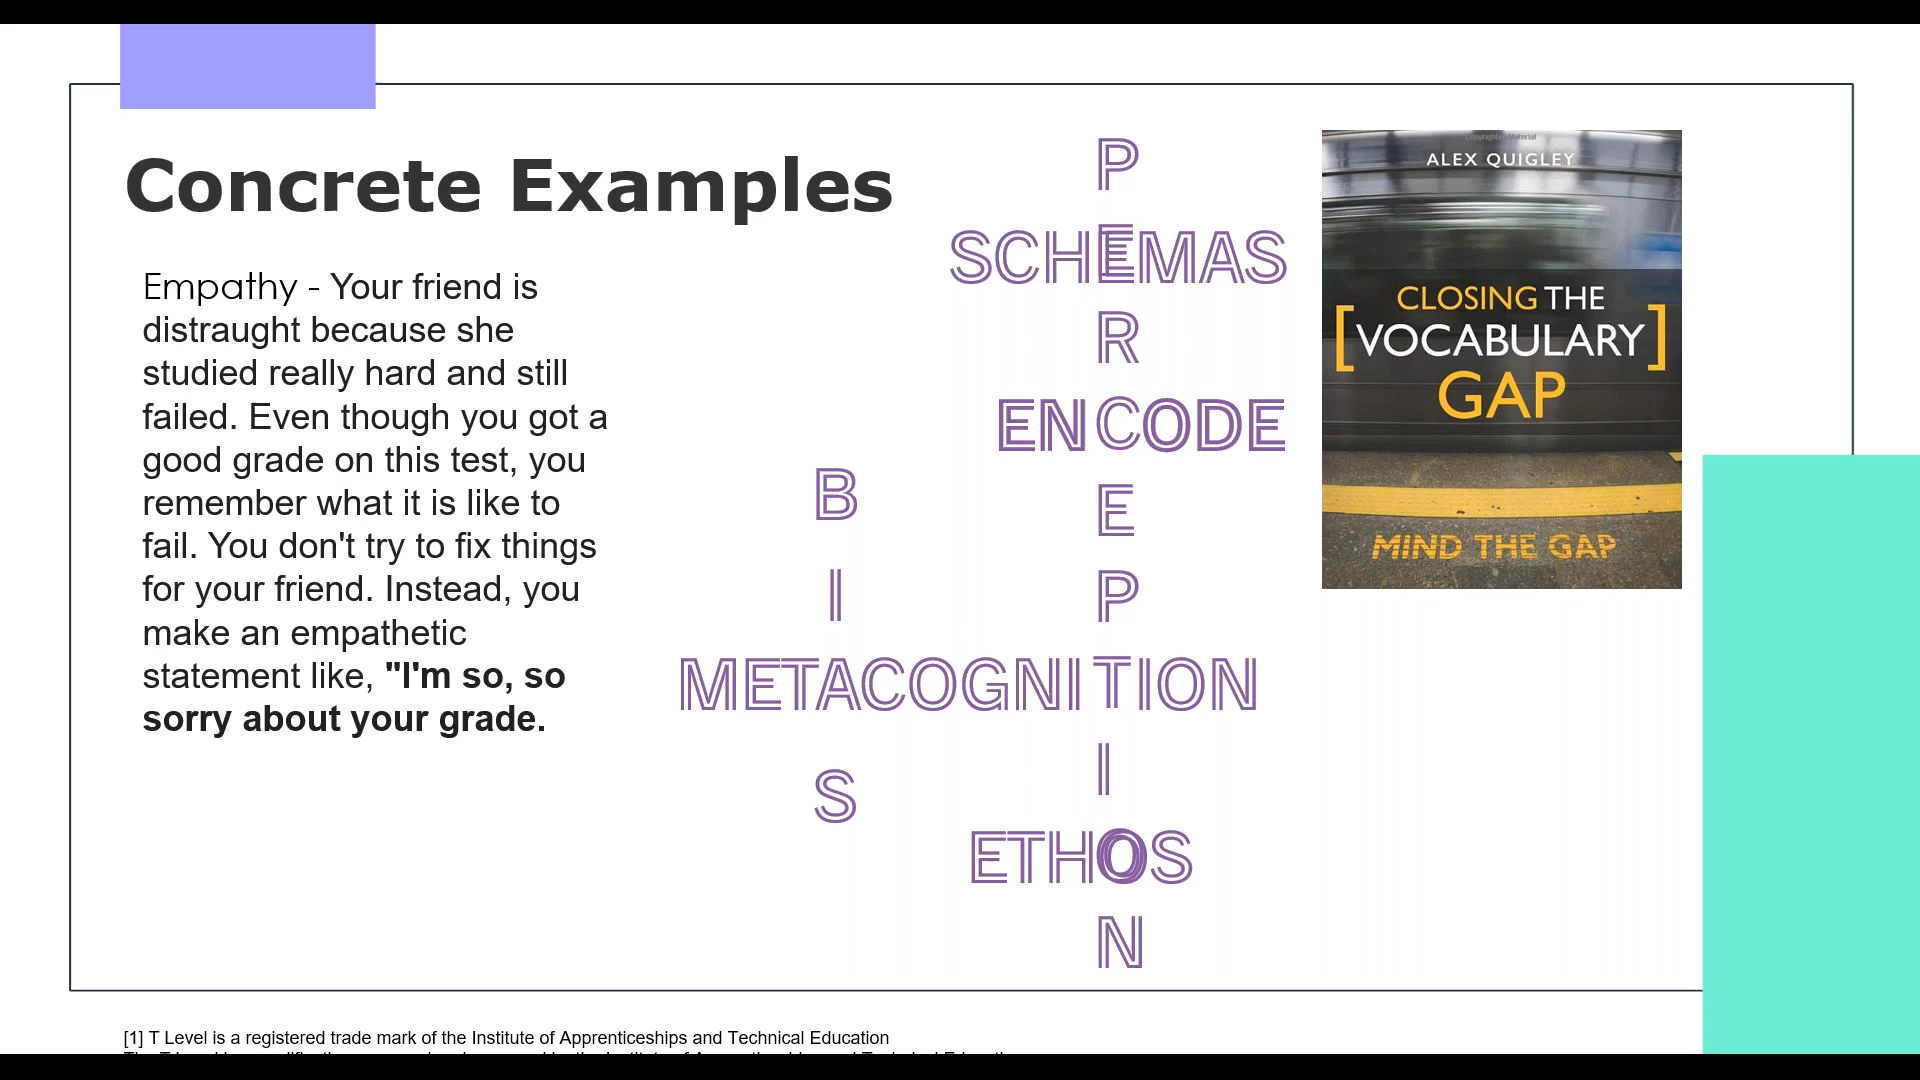 Concrete Examples
Empathy - Your friend is
distraught because she
studied really hard and still
failed. Even though you got a
good grade on this test, you
remember what it is like to
fail. You don't try to fix things
for your friend. Instead, you
make an empathetic
statement like, "I'm so, so
sorry about your grade.
PERCEPTION
SCHEMAS
ENCODE
BIAS
METACOGNITION
ETHOS
Copyrighted Material
ALEX QUIGLEY
CLOSING THE
[VOCABULARY]
GAP
MIND THE GAP
[1] T Level is a registered trade mark of the Institute of Apprenticeships and Technical Education